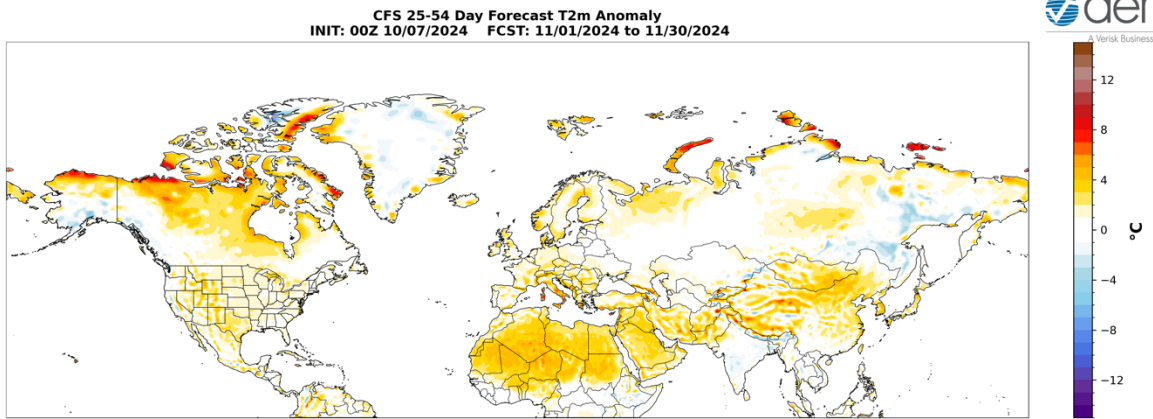 CFS 25-54 Day Forecast T2m Anomaly
INIT: 00Z 10/07/2024 FCST: 11/01/2024 to 11/30/2024
aer
A Verisk Business
12
8
4
0
−4
−8
−12
°C